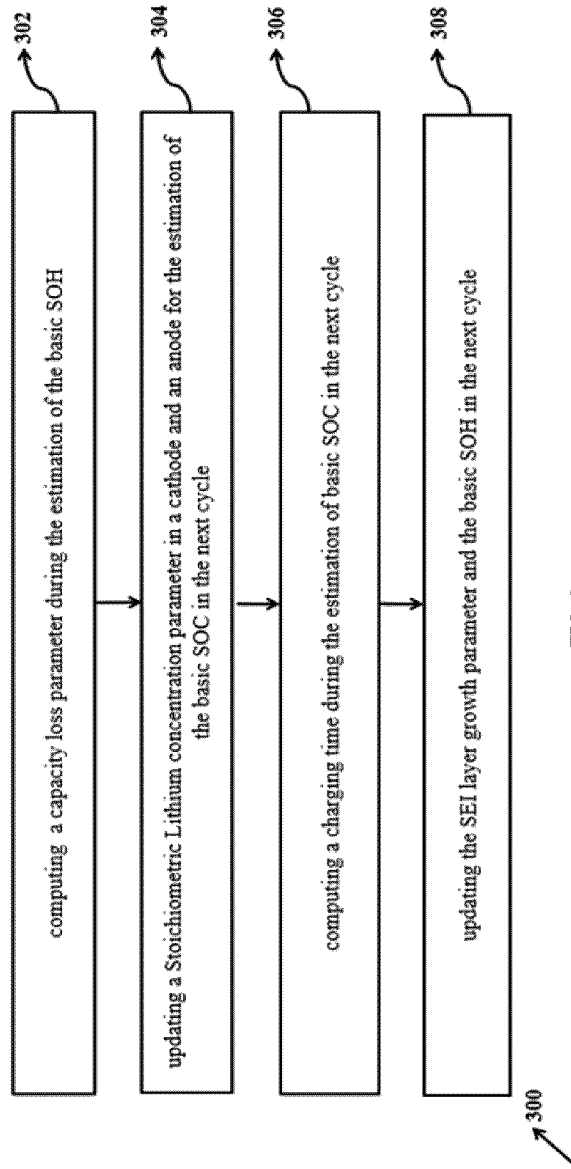 302
computing a capacity loss parameter during the estimation of the basic SOH
304
updating a Stoichiometric Lithium concentration parameter in a cathode and an anode for the estimation of
the basic SOC in the next cycle
306
computing a charging time during the estimation of basic SOC in the next cycle
308
updating the SEI layer growth parameter and the basic SOH in the next cycle
300